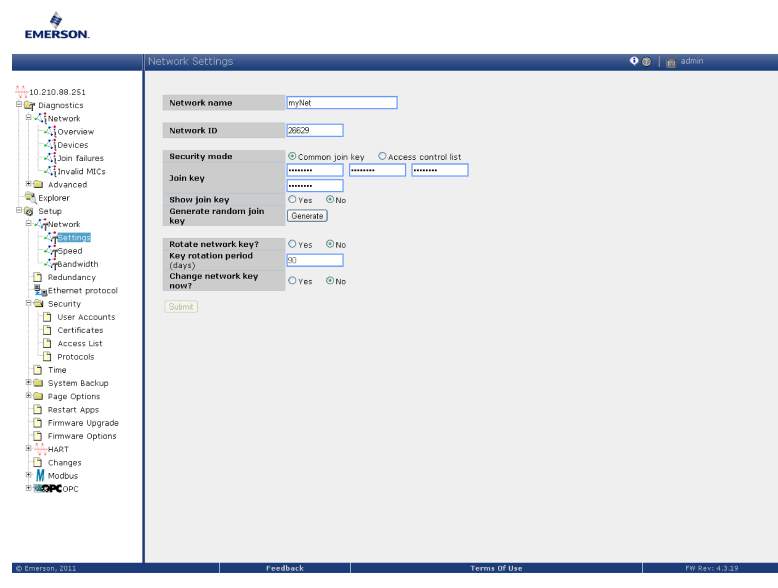 EMERSON.
Network Settings
admin
10.210.88.251
Diagnostics
Network
Overview
Devices
Join failures
Invalid MICs
Advanced
Explorer
Setup
Network
Settings
Speed
Bandwidth
Redundancy
Ethernet protocol
Security
User Accounts
Certificates
Access List
Protocols
Time
System Backup
Page Options
Restart Apps
Firmware Upgrade
Firmware Options
HART
Changes
Modbus
OPC OPC
Network name myNet
Network ID 26629
Security mode Common join key Access control list
Join key •••••••• •••••••• ••••••••
••••••••
Show join key Yes No
Generate random join
key Generate
Rotate network key? Yes No
Key rotation period
(days) 90
Change network key
now? Yes No
Submit
© Emerson, 2011 Feedback Terms Of Use FW Rev: 4.3.19